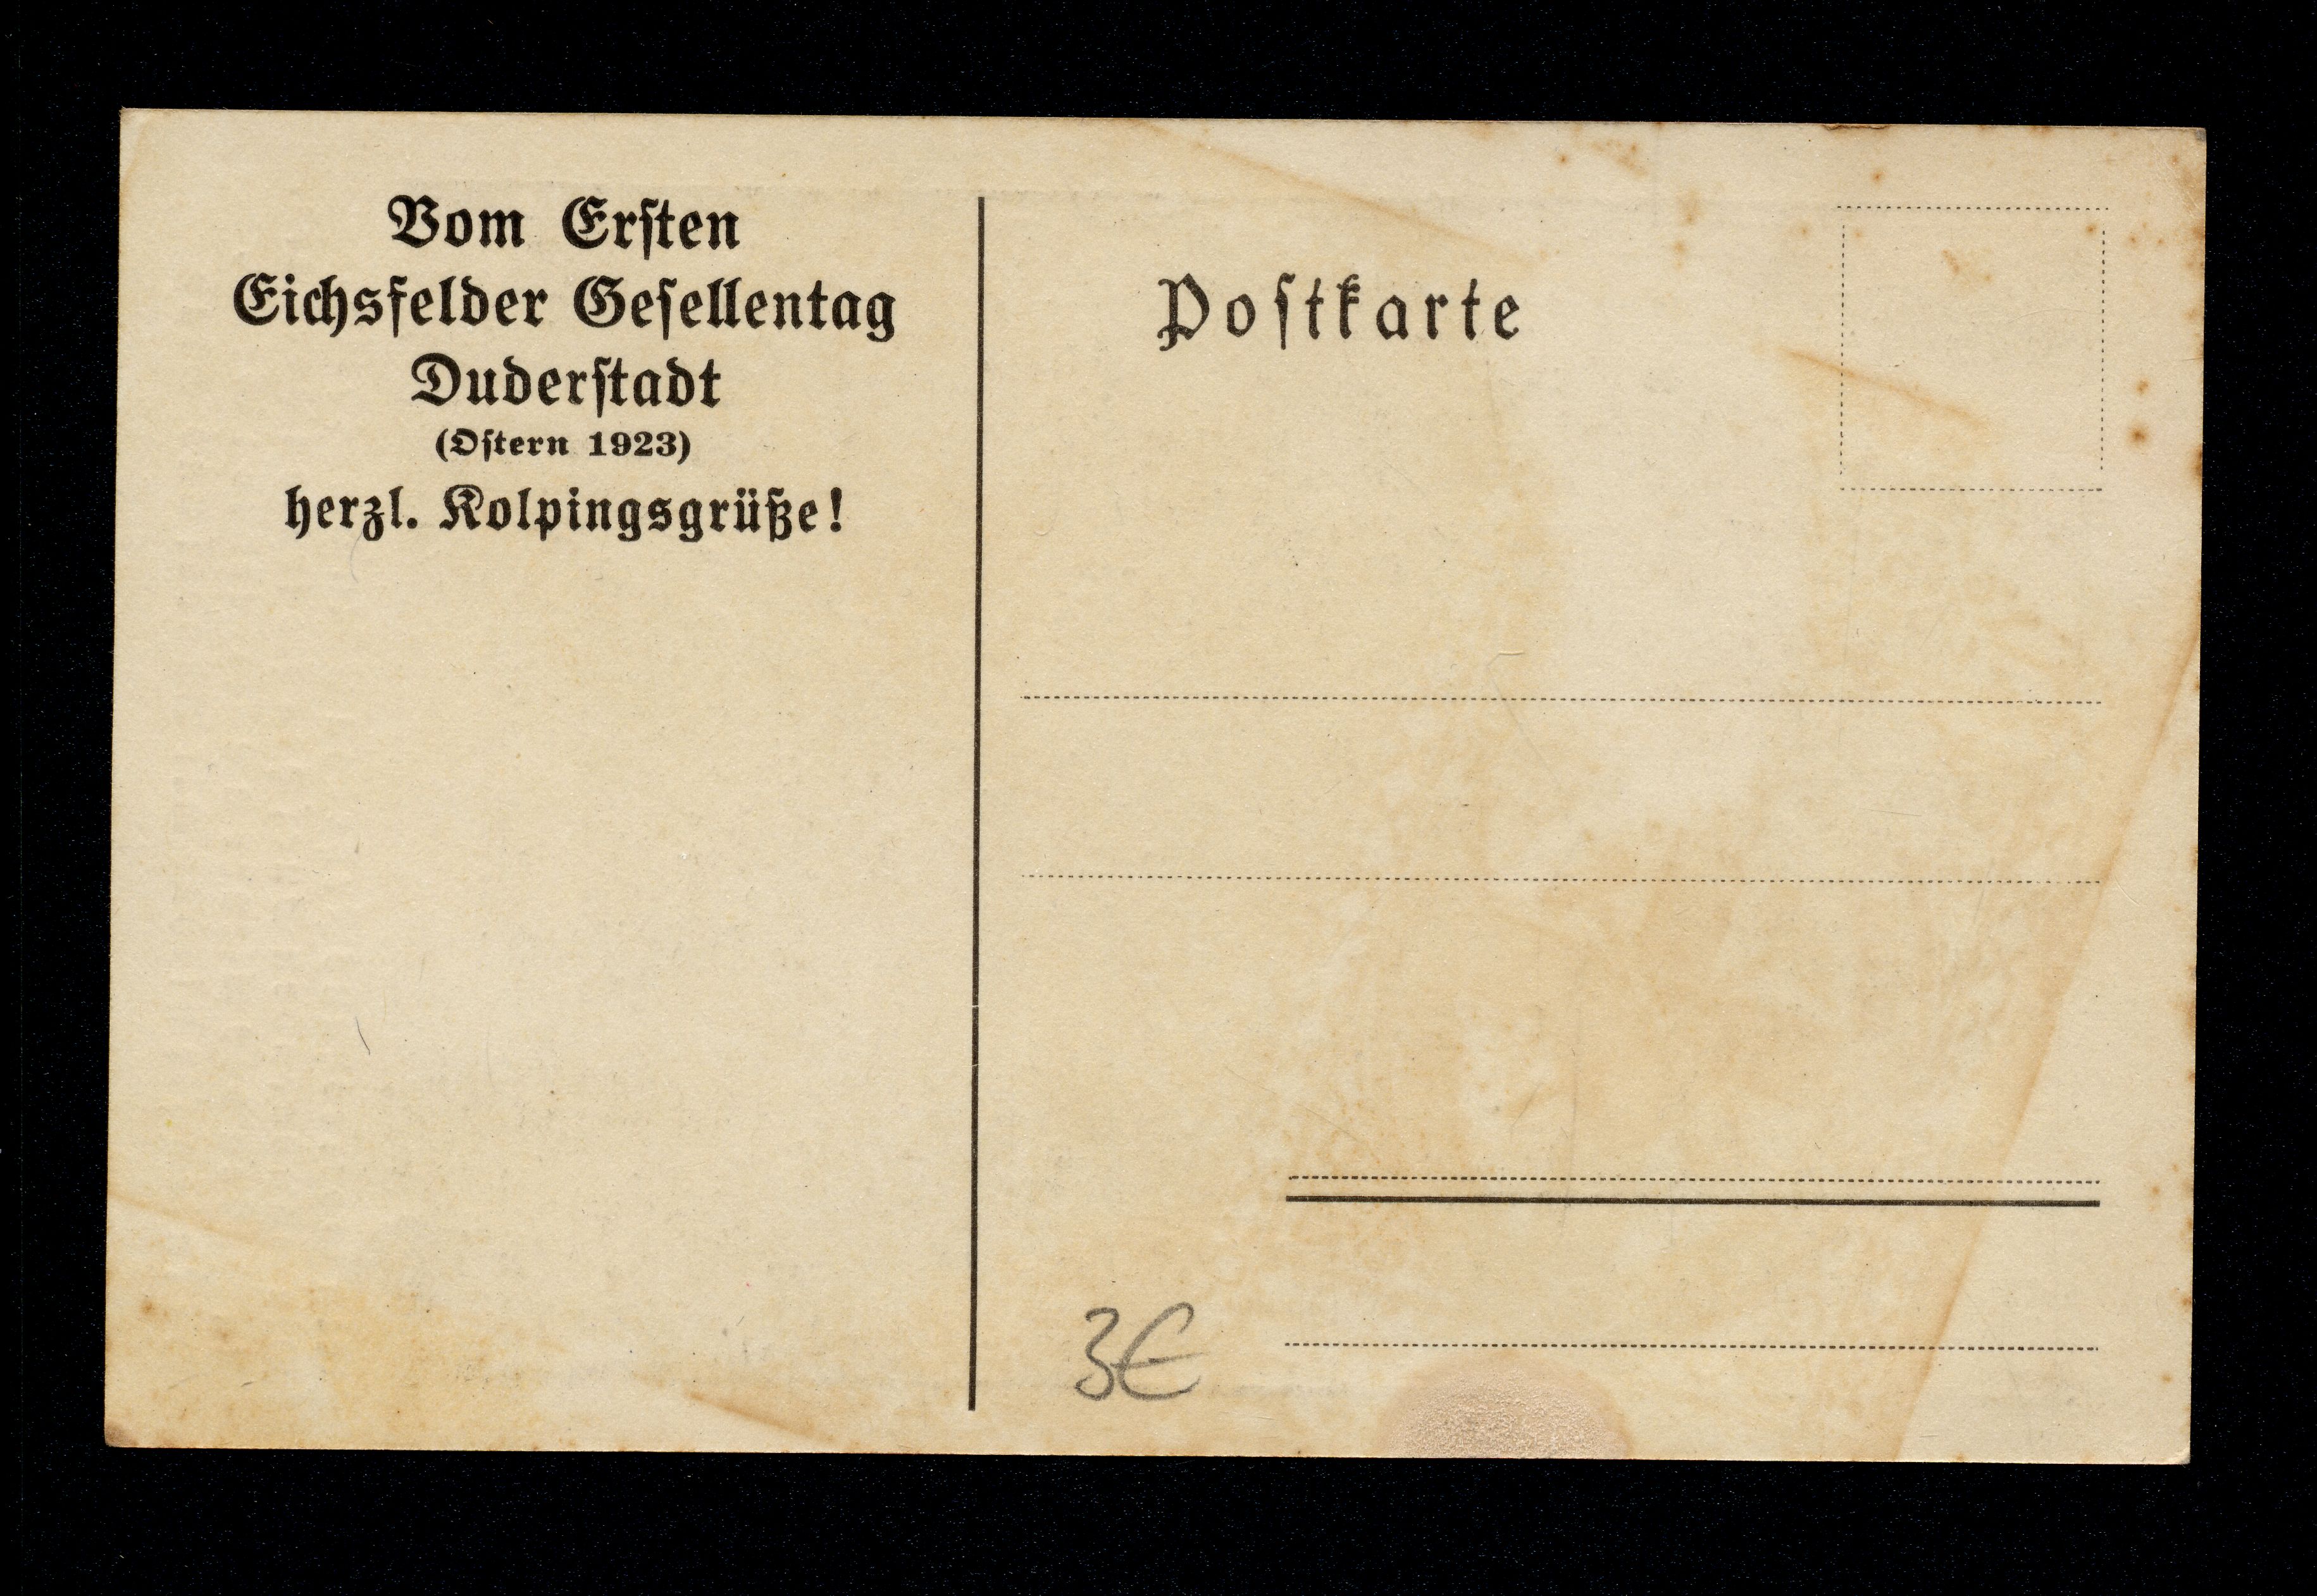 Vom Ersten
Eichsfelder Gesellentag
Duderstadt
(Ostern 1923)
herzl. Kolpingsgrüße!
Postkarte
3€